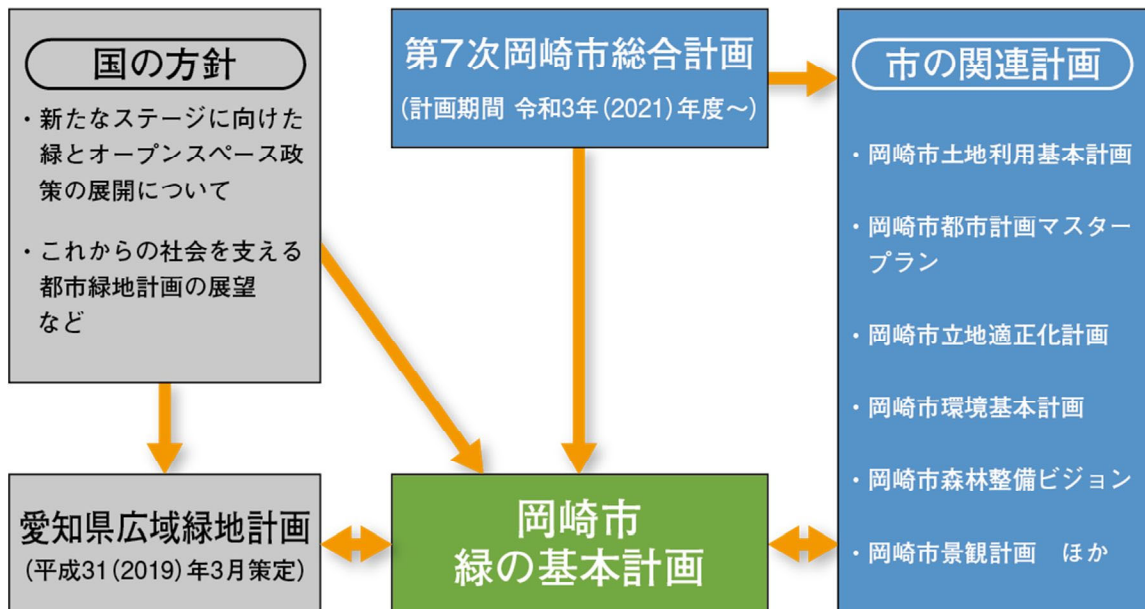 国の方針
・新たなステージに向けた
緑とオープンスペース政
策の展開について
・これからの社会を支える
都市緑地計画の展望
など
第7次岡崎市総合計画
(計画期間 令和3年(2021)年度～)
市の関連計画
・岡崎市土地利用基本計画
・岡崎市都市計画マスター
プラン
・岡崎市立地適正化計画
・岡崎市環境基本計画
・岡崎市森林整備ビジョン
・岡崎市景観計画　ほか
愛知県広域緑地計画
(平成31(2019)年3月策定)
岡崎市
緑の基本計画